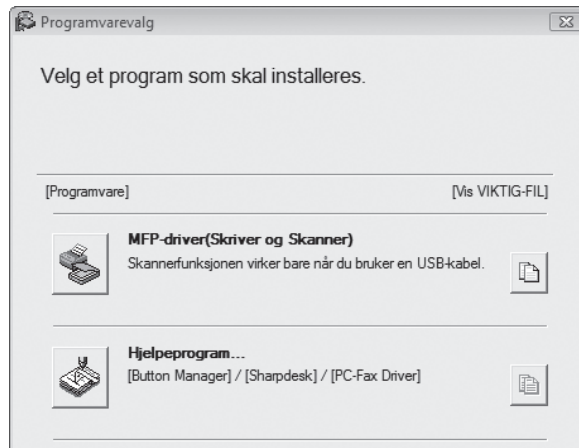 Programvarevalg
Velg et program som skal installeres.
[Programvare] [Vis VIKTIG-FIL]
MFP-driver(Skriver og Skanner)
Skannerfunksjonen virker bare når du bruker en USB-kabel.
Hjelpeprogram...
[Button Manager] / [Sharpdesk] / [PC-Fax Driver]